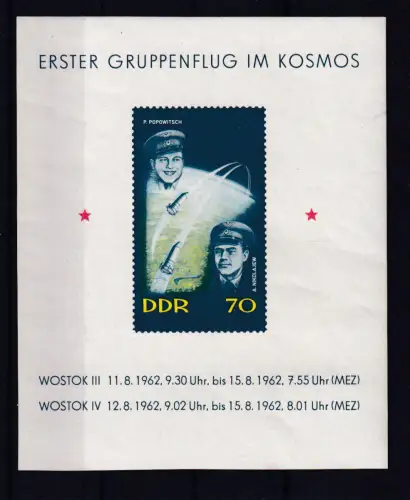 ERSTER GRUPPENFLUG IM KOSMOS
P. POPOWITSCH
A. NIKOLAJEW
DDR 70
WOSTOK III 11. 8. 1962, 9.30 Uhr, bis 15. 8. 1962, 7.55 Uhr (MEZ)
WOSTOK IV 12. 8. 1962, 9.02 Uhr, bis 15. 8. 1962, 8.01 Uhr (MEZ)